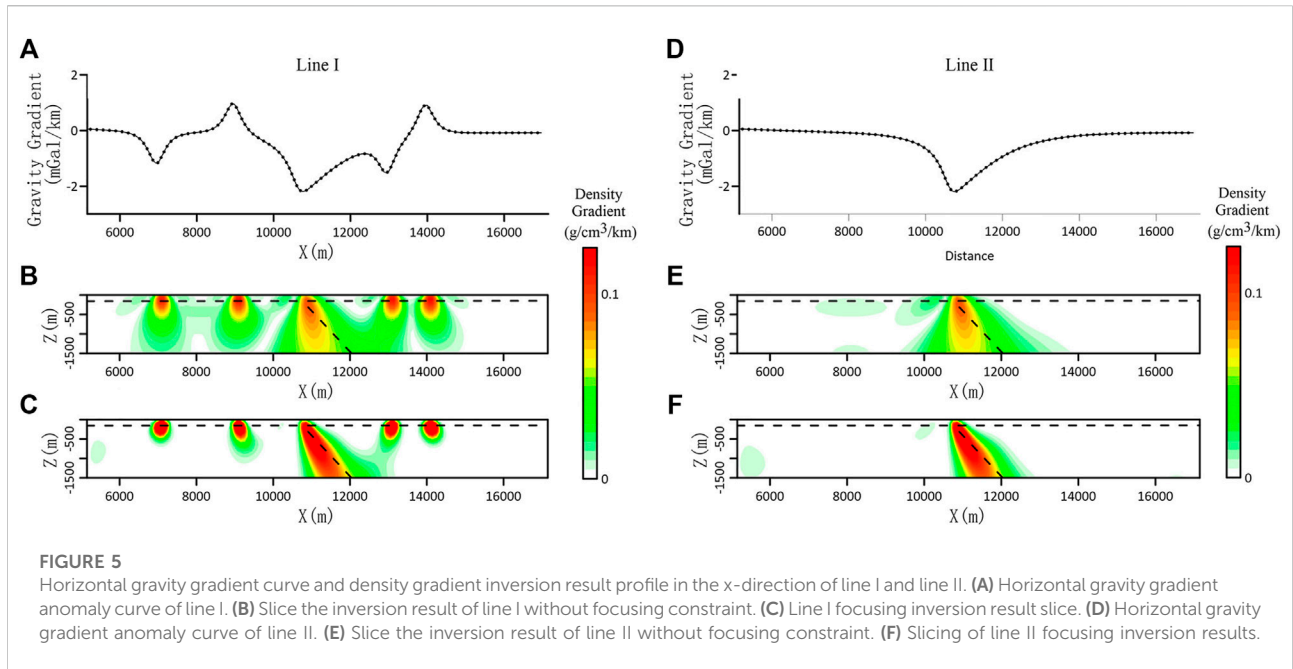 A
Line I
Gravity Gradient
(mGal/km)
2
0
-2
6000 8000 10000 12000 14000 16000
X(m)
Density
Gradient
(g/cm³/km)
0.1
0
B
Z(m)
-500
-1500
6000 8000 10000 12000 14000 16000
X(m)
C
Z(m)
-500
-1500
6000 8000 10000 12000 14000 16000
X(m)
D
Line II
Gravity Gradient
(mGal/km)
2
0
-2
6000 8000 10000 12000 14000 16000
Distance
Density
Gradient
(g/cm³/km)
0.1
0
E
Z(m)
-500
-1500
6000 8000 10000 12000 14000 16000
X(m)
F
Z(m)
-500
-1500
6000 8000 10000 12000 14000 16000
X(m)
FIGURE 5
Horizontal gravity gradient curve and density gradient inversion result profile in the x-direction of line I and line II. (A) Horizontal gravity gradient
anomaly curve of line I. (B) Slice the inversion result of line I without focusing constraint. (C) Line I focusing inversion result slice. (D) Horizontal gravity
gradient anomaly curve of line II. (E) Slice the inversion result of line II without focusing constraint. (F) Slicing of line II focusing inversion results.